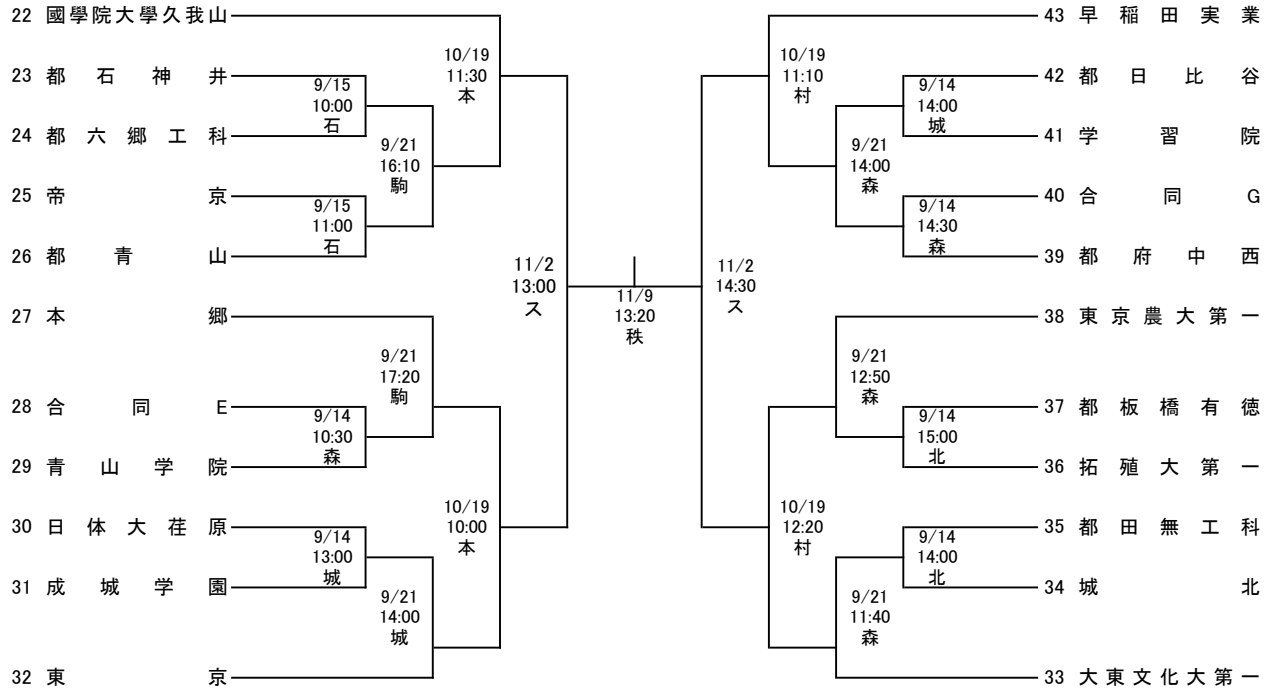 22 國學院大學久我山
23 都石神井
24 都六郷工科
25 帝京
26 都青山
27 本郷
28 合同E
29 青山学院
30 日体大荏原
31 成城学園
32 東京
9/15
10:00
石
9/15
11:00
石
9/14
10:30
森
9/14
13:00
城
9/21
16:10
駒
9/21
17:20
駒
9/21
14:00
城
10/19
11:30
本
10/19
10:00
本
11/2
13:00
ス
11/9
13:20
秩
11/2
14:30
ス
10/19
11:10
村
10/19
12:20
村
9/21
14:00
森
9/21
12:50
森
9/21
11:40
森
9/14
14:00
城
9/14
14:30
森
9/14
15:00
北
9/14
14:00
北
43 早稲田実業
42 都日比谷
41 学習院
40 合同G
39 都府中西
38 東京農大第一
37 都板橋有徳
36 拓殖大第一
35 都田無工科
34 城北
33 大東文化大第一